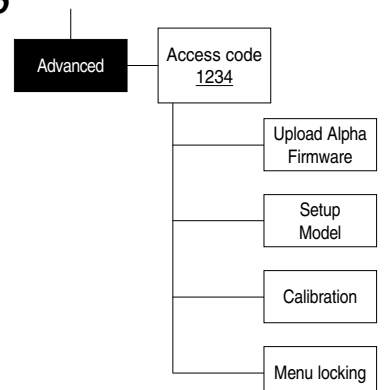 Advanced
Access code
1234
Upload Alpha
Firmware
Setup
Model
Calibration
Menu locking